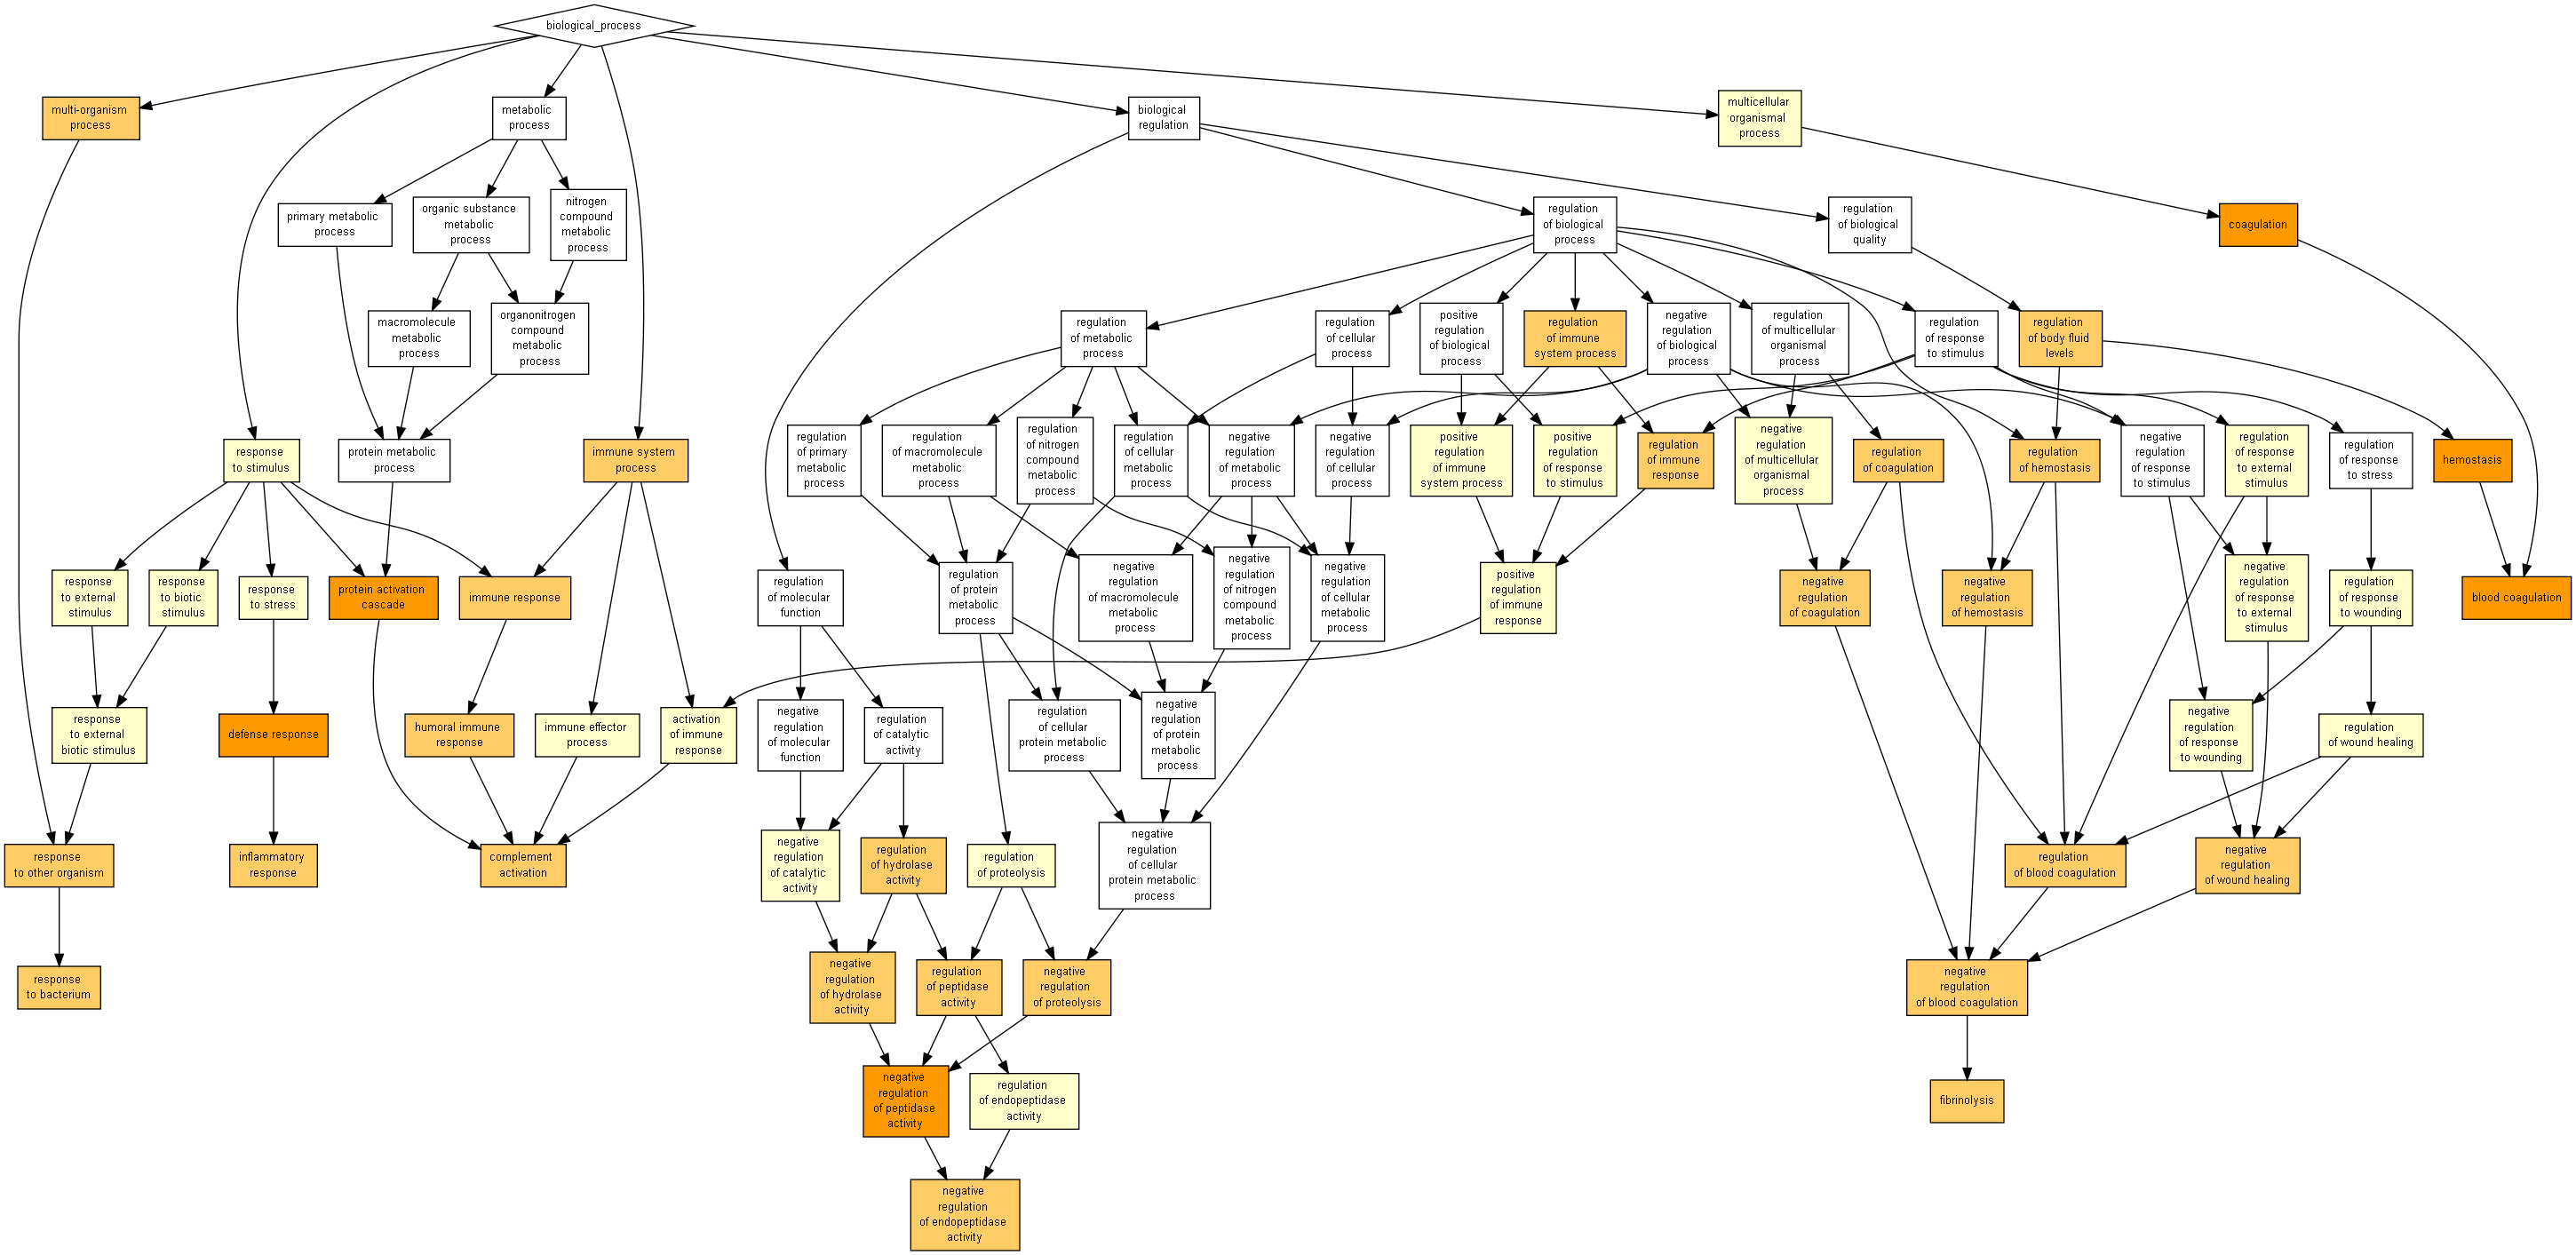 biological_process
multi-organism
process
metabolic
process
biological
regulation
multicellular
organismal
process
primary metabolic
process
organic substance
metabolic
process
nitrogen
compound
metabolic
process
regulation
of biological
process
regulation
of biological
quality
coagulation
macromolecule
metabolic
process
organonitrogen
compound
metabolic
process
regulation
of metabolic
process
regulation
of cellular
process
positive
regulation
of biological
process
regulation
of immune
system process
negative
regulation
of biological
process
regulation
of multicellular
organismal
process
regulation
of response
to stimulus
regulation
of body fluid
levels
response
to stimulus
protein metabolic
process
immune system
process
regulation
of primary
metabolic
process
regulation
of macromolecule
metabolic
process
regulation
of nitrogen
compound
metabolic
process
regulation
of cellular
metabolic
process
negative
regulation
of metabolic
process
negative
regulation
of cellular
process
positive
regulation
of immune
system process
positive
regulation
of response
to stimulus
regulation
of immune
response
negative
regulation
of multicellular
organismal
process
regulation
of coagulation
regulation
of hemostasis
negative
regulation
of response
to stimulus
regulation
of response
to external
stimulus
regulation
of response
to stress
hemostasis
response
to external
stimulus
response
to biotic
stimulus
response
to stress
protein activation
cascade
immune response
regulation
of molecular
function
regulation
of protein
metabolic
process
negative
regulation
of macromolecule
metabolic
process
negative
regulation
of nitrogen
compound
metabolic
process
negative
regulation
of cellular
metabolic
process
positive
regulation
of immune
response
negative
regulation
of coagulation
negative
regulation
of hemostasis
negative
regulation
of response
to external
stimulus
regulation
of response
to wounding
blood coagulation
response
to external
biotic stimulus
defense response
humoral immune
response
immune effector
process
activation
of immune
response
negative
regulation
of molecular
function
regulation
of catalytic
activity
regulation
of cellular
protein metabolic
process
negative
regulation
of protein
metabolic
process
negative
regulation
of response
to wounding
regulation
of wound healing
response
to other organism
inflammatory
response
complement
activation
negative
regulation
of catalytic
activity
regulation
of hydrolase
activity
regulation
of proteolysis
negative
regulation
of cellular
protein metabolic
process
regulation
of blood coagulation
negative
regulation
of wound healing
response
to bacterium
negative
regulation
of hydrolase
activity
regulation
of peptidase
activity
negative
regulation
of proteolysis
negative
regulation
of blood coagulation
negative
regulation
of peptidase
activity
regulation
of endopeptidase
activity
fibrinolysis
negative
regulation
of endopeptidase
activity